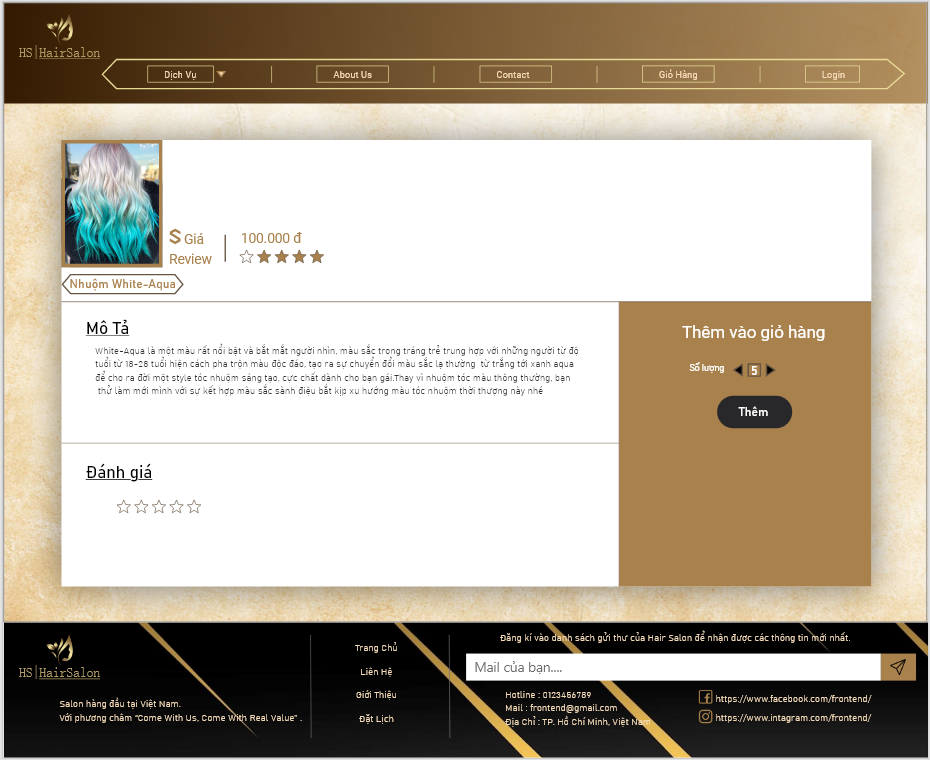 HS|HairSalon
Dịch Vụ
About Us
Contact
Giỏ Hàng
Login
$ Giá
100.000 đ
Review
Nhuộm White-Aqua
Mô Tả
White-Aqua là một màu rất nổi bật và bắt mắt người nhìn, màu sắc trong tráng trẻ trung hợp với những người từ độ
tuổi từ 18-28 tuổi hiện cách pha trộn màu độc đáo, tạo ra sự chuyển đổi màu sắc lạ thường từ trắng tới xanh aqua
để cho ra đời một style tóc nhuộm sáng tạo, cực chất dành cho bạn gái.Thay vì nhuộm tóc màu thông thường, bạn
thử làm mới mình với sự kết hợp màu sắc sành điệu bắt kịp xu hướng màu tóc nhuộm thời thượng này nhé
Thêm vào giỏ hàng
Số lượng
5
Thêm
Đánh giá
HS|HairSalon
Salon hàng đầu tại Việt Nam.
Với phương châm “Come With Us, Come With Real Value” .
Trang Chủ
Liên Hệ
Giới Thiệu
Đặt Lịch
Đăng kí vào danh sách gửi thư của Hair Salon để nhận được các thông tin mới nhất.
Mail của bạn....
Hotline : 0123456789
Mail : frontend@gmail.com
Địa Chỉ : TP. Hồ Chí Minh, Việt Nam
https://www.facebook.com/frontend/
https://www.intagram.com/frontend/